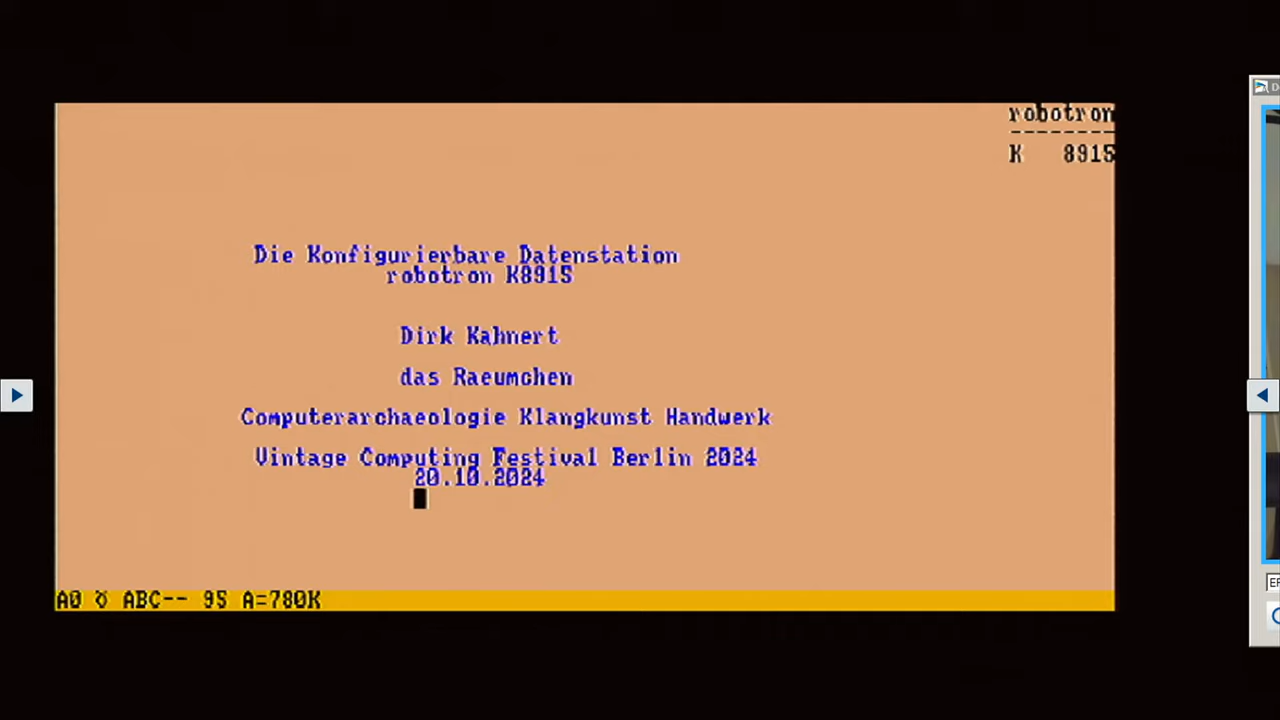 robotron
--------
K 8915
Die Konfigurierbare Datenstation
robotron K8915
Dirk Kahnert
das Raeumchen
Computerarchaeologie Klangkunst Handwerk
Vintage Computing Festival Berlin 2024
20.10.2024
A0 ABC-- 95 A=780K